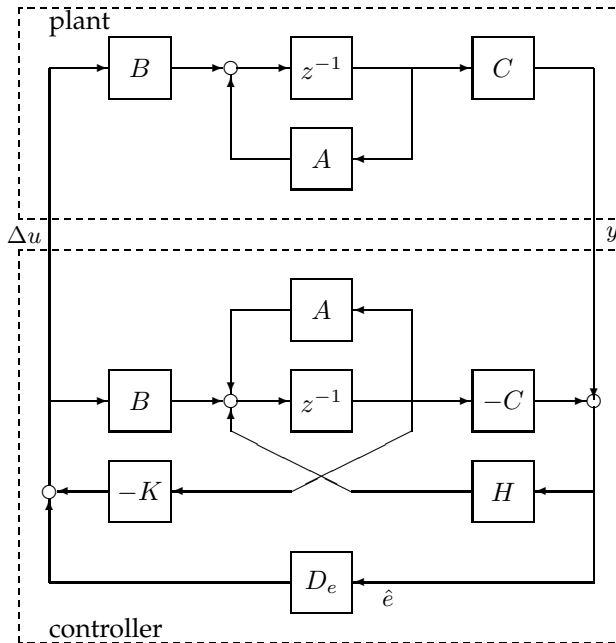 plant
B
z⁻¹
C
A
Δu
y
A
B
z⁻¹
−C
−K
H
D_e
ê
controller